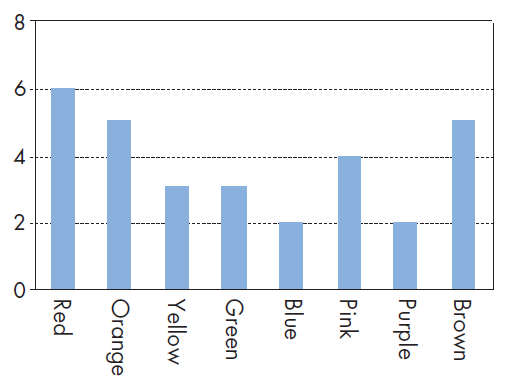 8
6
4
2
0
Red
Orange
Yellow
Green
Blue
Pink
Purple
Brown